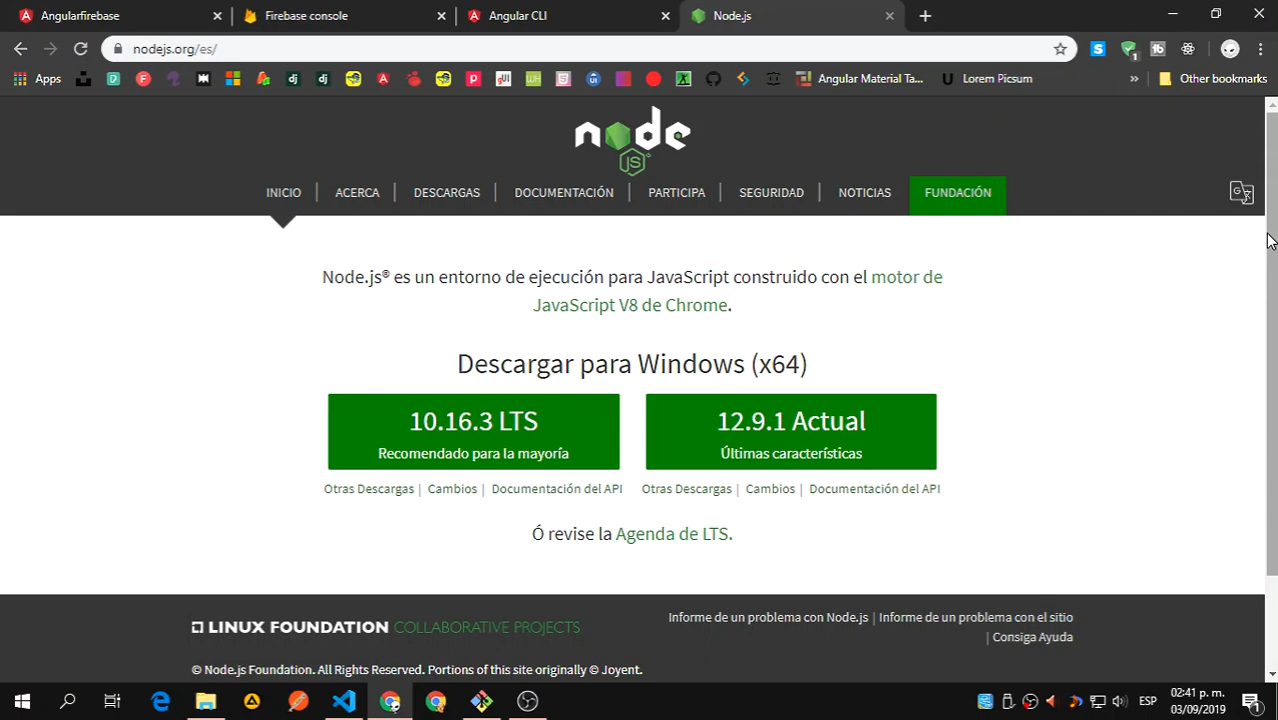 Angularfirebase
Firebase console
Angular CLI
Node.js
nodejs.org/es/
Apps
Angular Material Ta...
Lorem Picsum
Other bookmarks
node
JS
INICIO | ACERCA | DESCARGAS | DOCUMENTACIÓN | PARTICIPA | SEGURIDAD | NOTICIAS FUNDACIÓN
Node.js® es un entorno de ejecución para JavaScript construido con el motor de
JavaScript V8 de Chrome.
Descargar para Windows (x64)
10.16.3 LTS
Recomendado para la mayoría
12.9.1 Actual
Últimas características
Otras Descargas | Cambios | Documentación del API
Otras Descargas | Cambios | Documentación del API
Ó revise la Agenda de LTS.
LINUX FOUNDATION COLLABORATIVE PROJECTS
Informe de un problema con Node.js | Informe de un problema con el sitio
| Consiga Ayuda
© Node.js Foundation. All Rights Reserved. Portions of this site originally © Joyent.
ESP
02:41 p. m.
03/09/2019